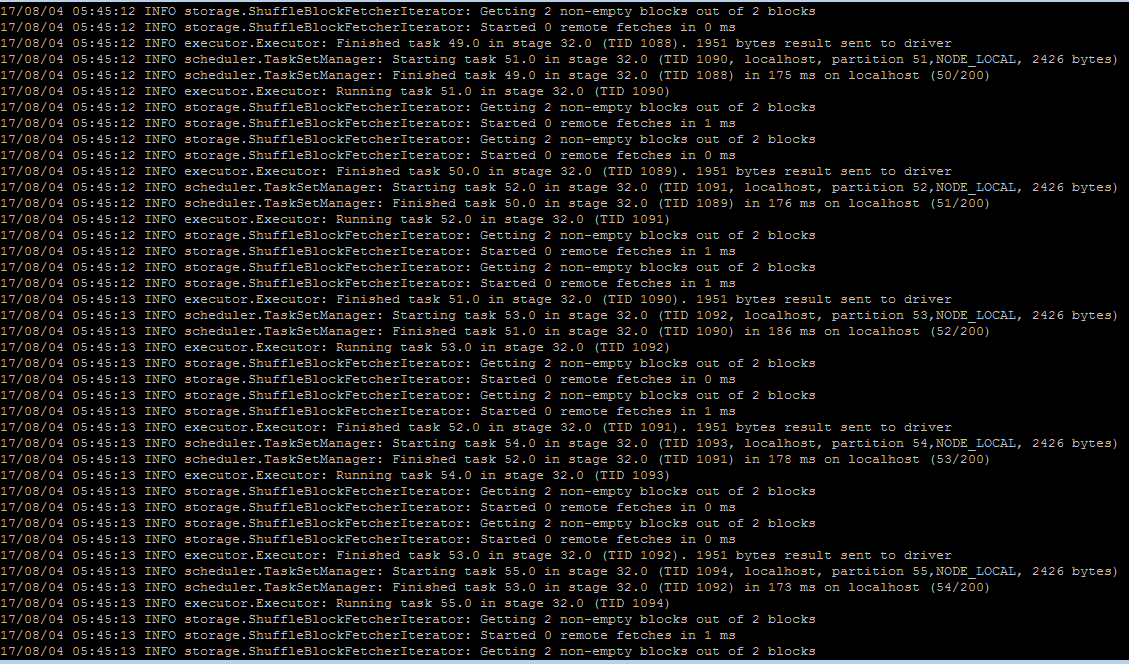 17/08/04 05:45:12 INFO storage.ShuffleBlockFetcherIterator: Getting 2 non-empty blocks out of 2 blocks
17/08/04 05:45:12 INFO storage.ShuffleBlockFetcherIterator: Started 0 remote fetches in 0 ms
17/08/04 05:45:12 INFO executor.Executor: Finished task 49.0 in stage 32.0 (TID 1088). 1951 bytes result sent to driver
17/08/04 05:45:12 INFO scheduler.TaskSetManager: Starting task 51.0 in stage 32.0 (TID 1090, localhost, partition 51,NODE_LOCAL, 2426 bytes)
17/08/04 05:45:12 INFO scheduler.TaskSetManager: Finished task 49.0 in stage 32.0 (TID 1088) in 175 ms on localhost (50/200)
17/08/04 05:45:12 INFO executor.Executor: Running task 51.0 in stage 32.0 (TID 1090)
17/08/04 05:45:12 INFO storage.ShuffleBlockFetcherIterator: Getting 2 non-empty blocks out of 2 blocks
17/08/04 05:45:12 INFO storage.ShuffleBlockFetcherIterator: Started 0 remote fetches in 1 ms
17/08/04 05:45:12 INFO storage.ShuffleBlockFetcherIterator: Getting 2 non-empty blocks out of 2 blocks
17/08/04 05:45:12 INFO storage.ShuffleBlockFetcherIterator: Started 0 remote fetches in 0 ms
17/08/04 05:45:12 INFO executor.Executor: Finished task 50.0 in stage 32.0 (TID 1089). 1951 bytes result sent to driver
17/08/04 05:45:12 INFO scheduler.TaskSetManager: Starting task 52.0 in stage 32.0 (TID 1091, localhost, partition 52,NODE_LOCAL, 2426 bytes)
17/08/04 05:45:12 INFO scheduler.TaskSetManager: Finished task 50.0 in stage 32.0 (TID 1089) in 176 ms on localhost (51/200)
17/08/04 05:45:12 INFO executor.Executor: Running task 52.0 in stage 32.0 (TID 1091)
17/08/04 05:45:12 INFO storage.ShuffleBlockFetcherIterator: Getting 2 non-empty blocks out of 2 blocks
17/08/04 05:45:12 INFO storage.ShuffleBlockFetcherIterator: Started 0 remote fetches in 1 ms
17/08/04 05:45:12 INFO storage.ShuffleBlockFetcherIterator: Getting 2 non-empty blocks out of 2 blocks
17/08/04 05:45:12 INFO storage.ShuffleBlockFetcherIterator: Started 0 remote fetches in 1 ms
17/08/04 05:45:13 INFO executor.Executor: Finished task 51.0 in stage 32.0 (TID 1090). 1951 bytes result sent to driver
17/08/04 05:45:13 INFO scheduler.TaskSetManager: Starting task 53.0 in stage 32.0 (TID 1092, localhost, partition 53,NODE_LOCAL, 2426 bytes)
17/08/04 05:45:13 INFO scheduler.TaskSetManager: Finished task 51.0 in stage 32.0 (TID 1090) in 186 ms on localhost (52/200)
17/08/04 05:45:13 INFO executor.Executor: Running task 53.0 in stage 32.0 (TID 1092)
17/08/04 05:45:13 INFO storage.ShuffleBlockFetcherIterator: Getting 2 non-empty blocks out of 2 blocks
17/08/04 05:45:13 INFO storage.ShuffleBlockFetcherIterator: Started 0 remote fetches in 0 ms
17/08/04 05:45:13 INFO storage.ShuffleBlockFetcherIterator: Getting 2 non-empty blocks out of 2 blocks
17/08/04 05:45:13 INFO storage.ShuffleBlockFetcherIterator: Started 0 remote fetches in 1 ms
17/08/04 05:45:13 INFO executor.Executor: Finished task 52.0 in stage 32.0 (TID 1091). 1951 bytes result sent to driver
17/08/04 05:45:13 INFO scheduler.TaskSetManager: Starting task 54.0 in stage 32.0 (TID 1093, localhost, partition 54,NODE_LOCAL, 2426 bytes)
17/08/04 05:45:13 INFO scheduler.TaskSetManager: Finished task 52.0 in stage 32.0 (TID 1091) in 178 ms on localhost (53/200)
17/08/04 05:45:13 INFO executor.Executor: Running task 54.0 in stage 32.0 (TID 1093)
17/08/04 05:45:13 INFO storage.ShuffleBlockFetcherIterator: Getting 2 non-empty blocks out of 2 blocks
17/08/04 05:45:13 INFO storage.ShuffleBlockFetcherIterator: Started 0 remote fetches in 0 ms
17/08/04 05:45:13 INFO storage.ShuffleBlockFetcherIterator: Getting 2 non-empty blocks out of 2 blocks
17/08/04 05:45:13 INFO storage.ShuffleBlockFetcherIterator: Started 0 remote fetches in 0 ms
17/08/04 05:45:13 INFO executor.Executor: Finished task 53.0 in stage 32.0 (TID 1092). 1951 bytes result sent to driver
17/08/04 05:45:13 INFO scheduler.TaskSetManager: Starting task 55.0 in stage 32.0 (TID 1094, localhost, partition 55,NODE_LOCAL, 2426 bytes)
17/08/04 05:45:13 INFO scheduler.TaskSetManager: Finished task 53.0 in stage 32.0 (TID 1092) in 173 ms on localhost (54/200)
17/08/04 05:45:13 INFO executor.Executor: Running task 55.0 in stage 32.0 (TID 1094)
17/08/04 05:45:13 INFO storage.ShuffleBlockFetcherIterator: Getting 2 non-empty blocks out of 2 blocks
17/08/04 05:45:13 INFO storage.ShuffleBlockFetcherIterator: Started 0 remote fetches in 1 ms
17/08/04 05:45:13 INFO storage.ShuffleBlockFetcherIterator: Getting 2 non-empty blocks out of 2 blocks